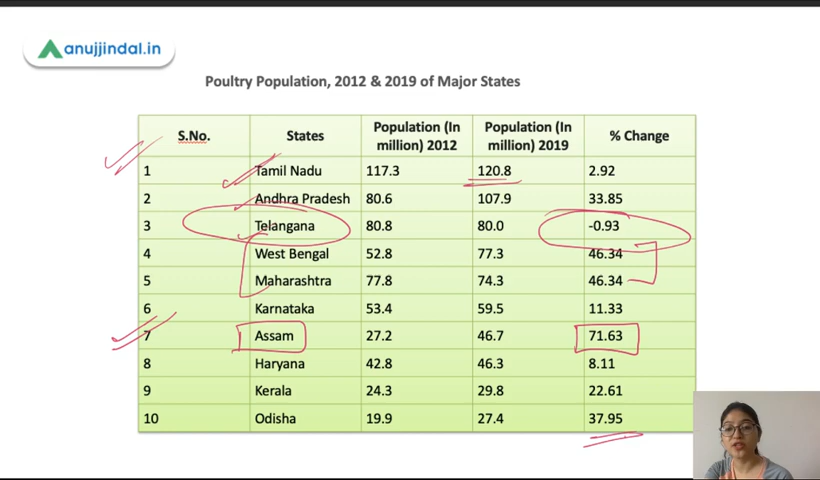 anujjindal.in
Poultry Population, 2012 & 2019 of Major States
S.No. States Population (In million) 2012 Population (In million) 2019 % Change
1 Tamil Nadu 117.3 120.8 2.92
2 Andhra Pradesh 80.6 107.9 33.85
3 Telangana 80.8 80.0 -0.93
4 West Bengal 52.8 77.3 46.34
5 Maharashtra 77.8 74.3 46.34
6 Karnataka 53.4 59.5 11.33
7 Assam 27.2 46.7 71.63
8 Haryana 42.8 46.3 8.11
9 Kerala 24.3 29.8 22.61
10 Odisha 19.9 27.4 37.95